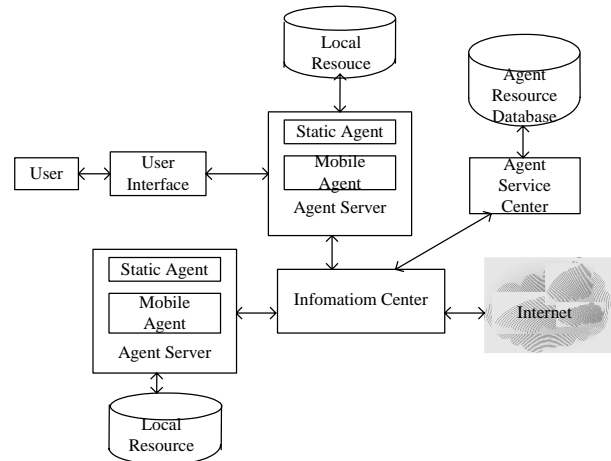 Local
Resouce
Agent
Resource
Database
Static Agent
Mobile
Agent
Agent Server
User
User
Interface
Agent
Service
Center
Static Agent
Mobile
Agent
Agent Server
Infomatiom Center
Internet
Local
Resource